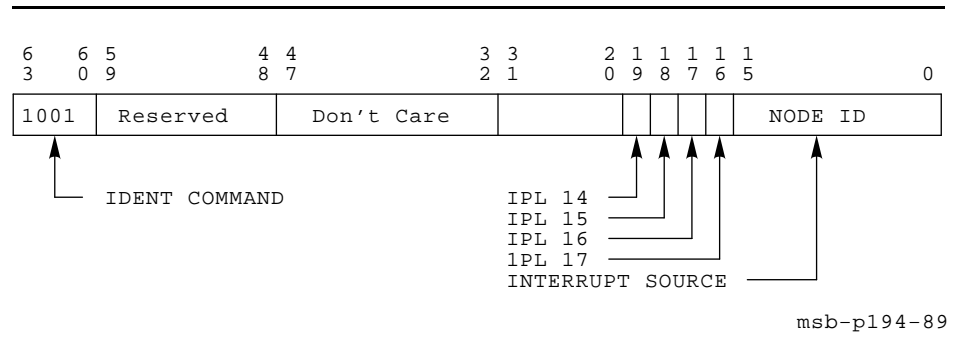 6 6 5 4 4 3 3 2 1 1 1 1 1
3 0 9 8 7 2 1 0 9 8 7 6 5 0
1001 Reserved Don't Care NODE ID
IDENT COMMAND
IPL 14
IPL 15
IPL 16
1PL 17
INTERRUPT SOURCE
msb-p194-89